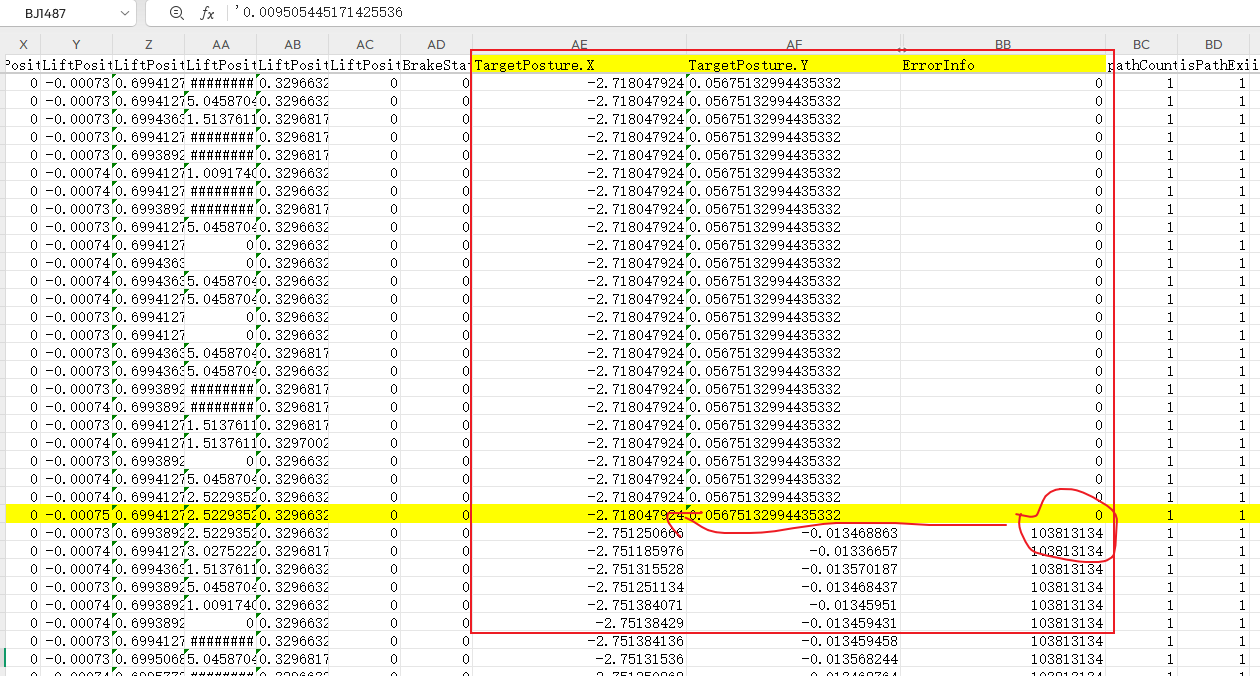 BJ1487 fx '0.009505445171425536
X Y Z AA AB AC AD AE AF BB BC BD
Posit LiftPosit LiftPosit LiftPosit LiftPosit LiftPosit BrakeSta TargetPosture.X TargetPosture.Y ErrorInfo pathCount isPathExi
0 -0.00073 0.6994127 ######## 0.3296632 0 0 -2.718047924 0.05675132994435332 0 1 1
0 -0.00073 0.6994127 5.0458704 0.3296632 0 0 -2.718047924 0.05675132994435332 0 1 1
0 -0.00073 0.6994363 1.5137611 0.3296817 0 0 -2.718047924 0.05675132994435332 0 1 1
0 -0.00073 0.6994127 ######## 0.3296817 0 0 -2.718047924 0.05675132994435332 0 1 1
0 -0.00073 0.6993892 ######## 0.3296817 0 0 -2.718047924 0.05675132994435332 0 1 1
0 -0.00074 0.6994127 1.0091740 0.3296632 0 0 -2.718047924 0.05675132994435332 0 1 1
0 -0.00073 0.6994127 ######## 0.3296632 0 0 -2.718047924 0.05675132994435332 0 1 1
0 -0.00073 0.6993892 ######## 0.3296817 0 0 -2.718047924 0.05675132994435332 0 1 1
0 -0.00073 0.6994127 5.0458704 0.3296632 0 0 -2.718047924 0.05675132994435332 0 1 1
0 -0.00074 0.6994127 0 0.3296632 0 0 -2.718047924 0.05675132994435332 0 1 1
0 -0.00074 0.6994363 0 0.3296632 0 0 -2.718047924 0.05675132994435332 0 1 1
0 -0.00074 0.6994363 5.0458704 0.3296632 0 0 -2.718047924 0.05675132994435332 0 1 1
0 -0.00074 0.6994127 5.0458704 0.3296632 0 0 -2.718047924 0.05675132994435332 0 1 1
0 -0.00073 0.6994127 0 0.3296632 0 0 -2.718047924 0.05675132994435332 0 1 1
0 -0.00074 0.6994127 0 0.3296632 0 0 -2.718047924 0.05675132994435332 0 1 1
0 -0.00073 0.6994363 5.0458704 0.3296817 0 0 -2.718047924 0.05675132994435332 0 1 1
0 -0.00073 0.6994363 5.0458704 0.3296632 0 0 -2.718047924 0.05675132994435332 0 1 1
0 -0.00073 0.6993892 ######## 0.3296632 0 0 -2.718047924 0.05675132994435332 0 1 1
0 -0.00074 0.6993892 ######## 0.3296817 0 0 -2.718047924 0.05675132994435332 0 1 1
0 -0.00073 0.6994127 1.5137611 0.3296817 0 0 -2.718047924 0.05675132994435332 0 1 1
0 -0.00074 0.6994127 1.5137611 0.3297002 0 0 -2.718047924 0.05675132994435332 0 1 1
0 -0.00073 0.6993892 0 0.3296632 0 0 -2.718047924 0.05675132994435332 0 1 1
0 -0.00074 0.6994127 5.0458704 0.3296632 0 0 -2.718047924 0.05675132994435332 0 1 1
0 -0.00074 0.6994127 2.5229352 0.3296632 0 0 -2.718047924 0.05675132994435332 0 1 1
0 -0.00075 0.6994127 2.5229352 0.3296632 0 0 -2.718047924 0.05675132994435332 0 1 1
0 -0.00073 0.6993892 2.5229352 0.3296632 0 0 -2.751250666 -0.013468863 103813134 1 1
0 -0.00074 0.6994127 3.0275222 0.3296817 0 0 -2.751185976 -0.01336657 103813134 1 1
0 -0.00074 0.6994363 1.5137611 0.3296632 0 0 -2.751315528 -0.013570187 103813134 1 1
0 -0.00073 0.6993892 5.0458704 0.3296632 0 0 -2.751251134 -0.013468437 103813134 1 1
0 -0.00074 0.6993892 1.0091740 0.3296632 0 0 -2.751384071 -0.01345951 103813134 1 1
0 -0.00074 0.6993892 0 0.3296632 0 0 -2.75138429 -0.013459431 103813134 1 1
0 -0.00073 0.6994127 ######## 0.3296632 0 0 -2.751384136 -0.013459458 103813134 1 1
0 -0.00073 0.6995068 5.0458704 0.3296817 0 0 -2.75131536 -0.013568244 103813134 1 1